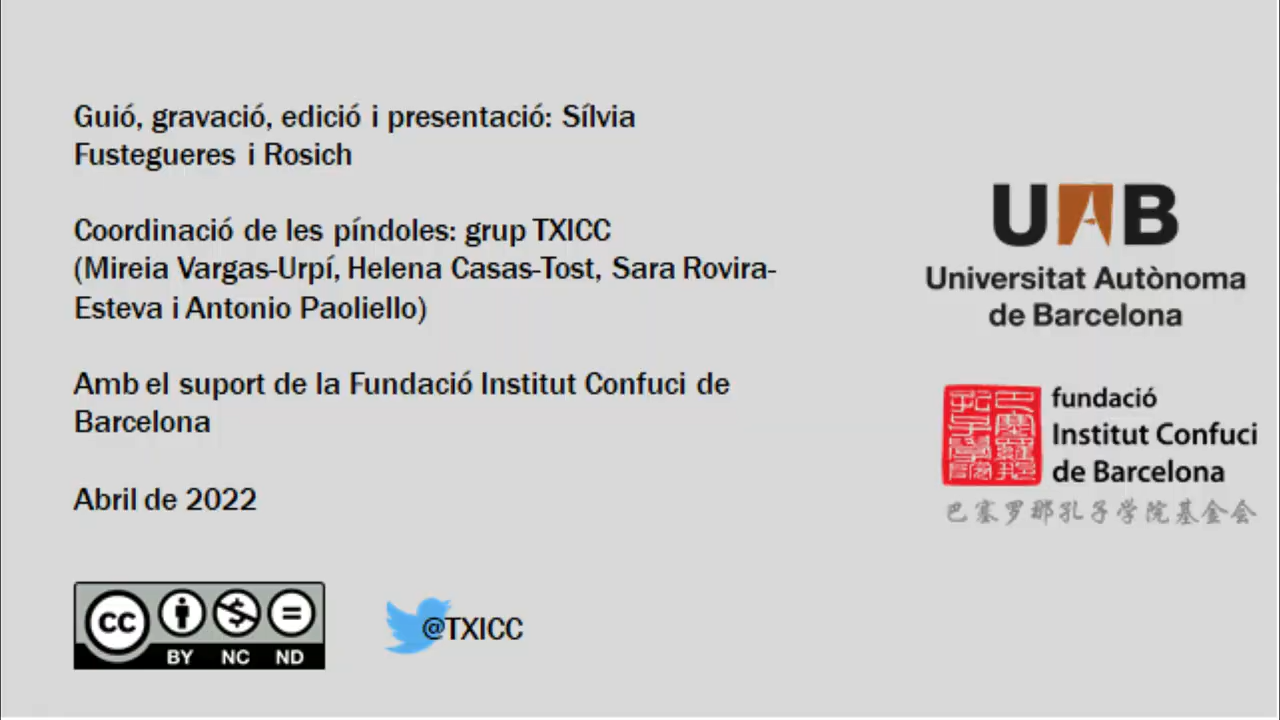 Guió, gravació, edició i presentació: Sílvia
Fustegueres i Rosich
Coordinació de les píndoles: grup TXICC
(Mireia Vargas-Urpí, Helena Casas-Tost, Sara Rovira-
Esteva i Antonio Paoliello)
Amb el suport de la Fundació Institut Confuci de
Barcelona
Abril de 2022
CC BY NC ND
@TXICC
UAB
Universitat Autònoma
de Barcelona
fundació
Institut Confuci
de Barcelona
巴塞罗那孔子学院基金会